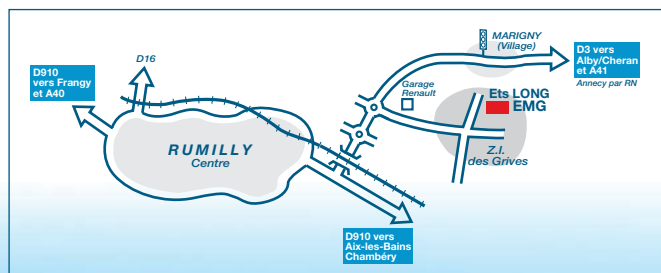 MARIGNY
(Village)
D3 vers
Alby/Cheran
et A41
Annecy par RN
D16
D910
vers Frangy
et A40
Garage
Renault
Ets LONG
EMG
RUMILLY
Centre
Z.I.
des Grives
D910 vers
Aix-les-Bains
Chambéry